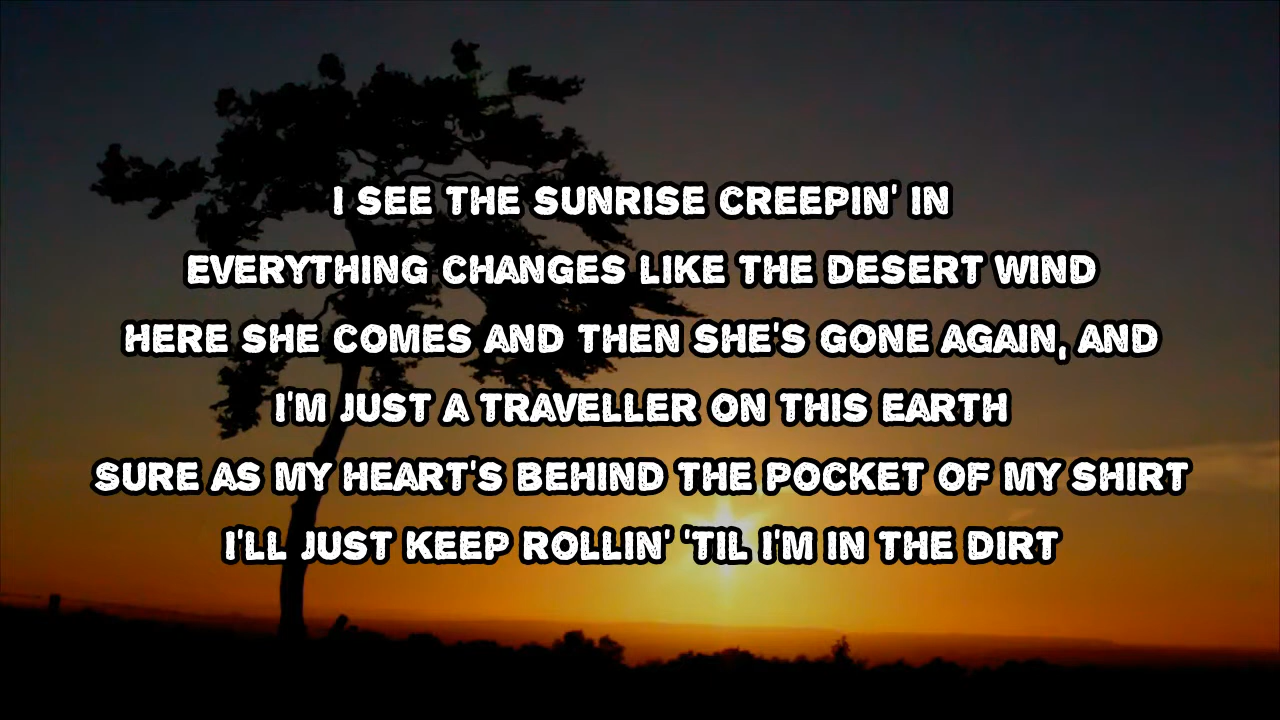 I SEE THE SUNRISE CREEPIN' IN
EVERYTHING CHANGES LIKE THE DESERT WIND
HERE SHE COMES AND THEN SHE'S GONE AGAIN, AND
I'M JUST A TRAVELLER ON THIS EARTH
SURE AS MY HEART'S BEHIND THE POCKET OF MY SHIRT
I'LL JUST KEEP ROLLIN' 'TIL I'M IN THE DIRT